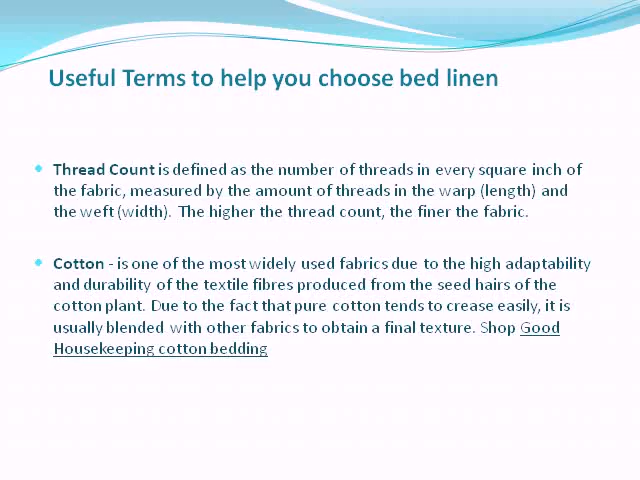 Useful Terms to help you choose bed linen
Thread Count is defined as the number of threads in every square inch of
the fabric, measured by the amount of threads in the warp (length) and
the weft (width). The higher the thread count, the finer the fabric.
Cotton - is one of the most widely used fabrics due to the high adaptability
and durability of the textile fibres produced from the seed hairs of the
cotton plant. Due to the fact that pure cotton tends to crease easily, it is
usually blended with other fabrics to obtain a final texture. Shop Good
Housekeeping cotton bedding